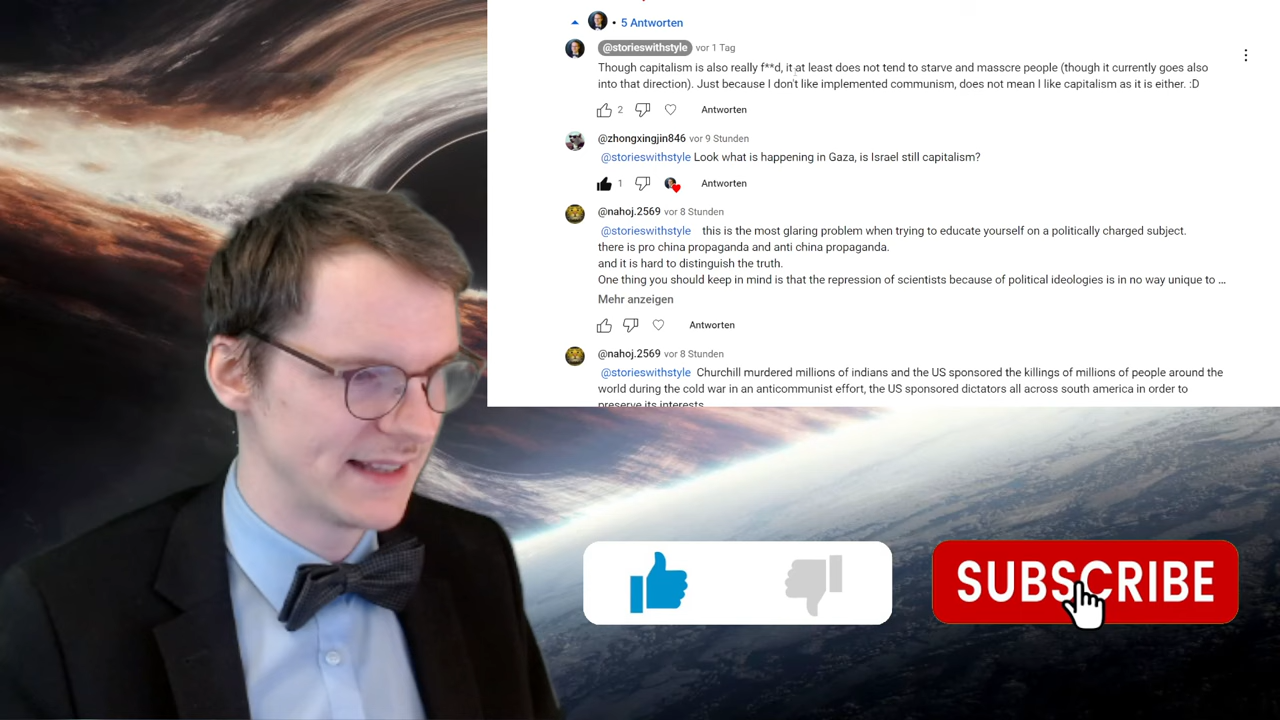 5 Antworten
@storieswithstyle vor 1 Tag
Though capitalism is also really f**d, it at least does not tend to starve and masscre people (though it currently goes also
into that direction). Just because I don't like implemented communism, does not mean I like capitalism as it is either. :D
2 Antworten
@zhongxingjin846 vor 9 Stunden
@storieswithstyle Look what is happening in Gaza, is Israel still capitalism?
1 Antworten
@nahoj.2569 vor 8 Stunden
@storieswithstyle this is the most glaring problem when trying to educate yourself on a politically charged subject.
there is pro china propaganda and anti china propaganda.
and it is hard to distinguish the truth.
One thing you should keep in mind is that the repression of scientists because of political ideologies is in no way unique to ...
Mehr anzeigen
Antworten
@nahoj.2569 vor 8 Stunden
@storieswithstyle Churchill murdered millions of indians and the US sponsored the killings of millions of people around the
world during the cold war in an anticommunist effort, the US sponsored dictators all across south america in order to
preserve its interests
SUBSCRIBE